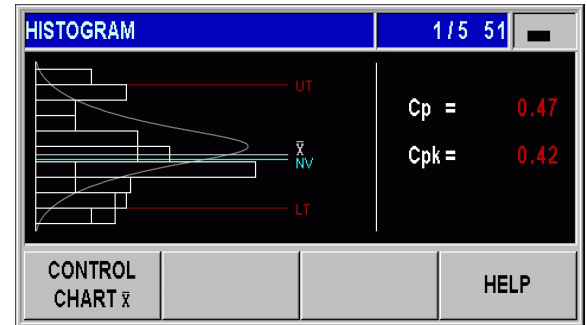 HISTOGRAM 1/5 51
UT
Cp = 0.47
x̄
Cpk = 0.42
NV
LT
CONTROL
CHART x̄
HELP